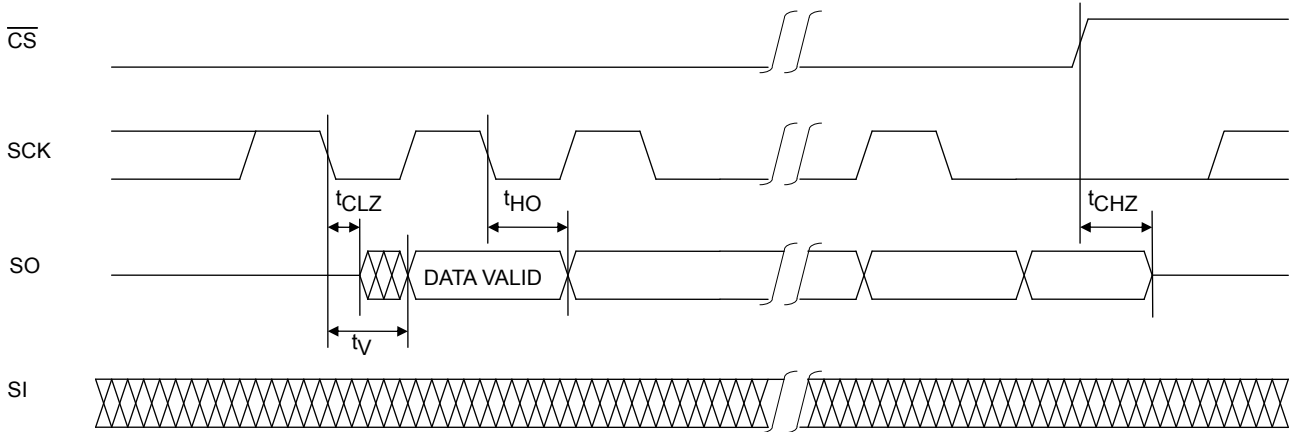 CS
SCK
tCLZ
tHO
tCHZ
SO
DATA VALID
tV
SI